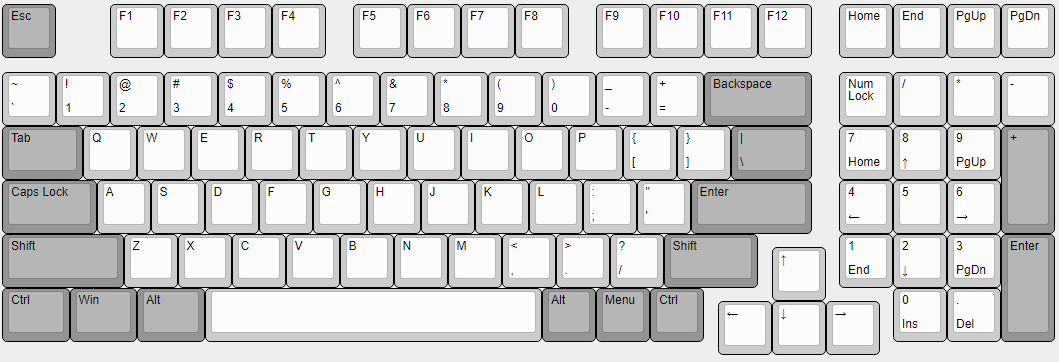 Esc F1 F2 F3 F4 F5 F6 F7 F8 F9 F10 F11 F12 Home End PgUp PgDn
~ ! @ # $ % ^ & * ( ) _ + Backspace Num Lock / * -
` 1 2 3 4 5 6 7 8 9 0 - =
Tab Q W E R T Y U I O P { } | 7 8 9 +
[ ] \ Home ↑ PgUp
Caps Lock A S D F G H J K L : " Enter 4 5 6
; ' ← →
Shift Z X C V B N M < > ? Shift ↑ 1 2 3 Enter
, . / End ↓ PgDn
Ctrl Win Alt Alt Menu Ctrl ← ↓ → 0 .
Ins Del